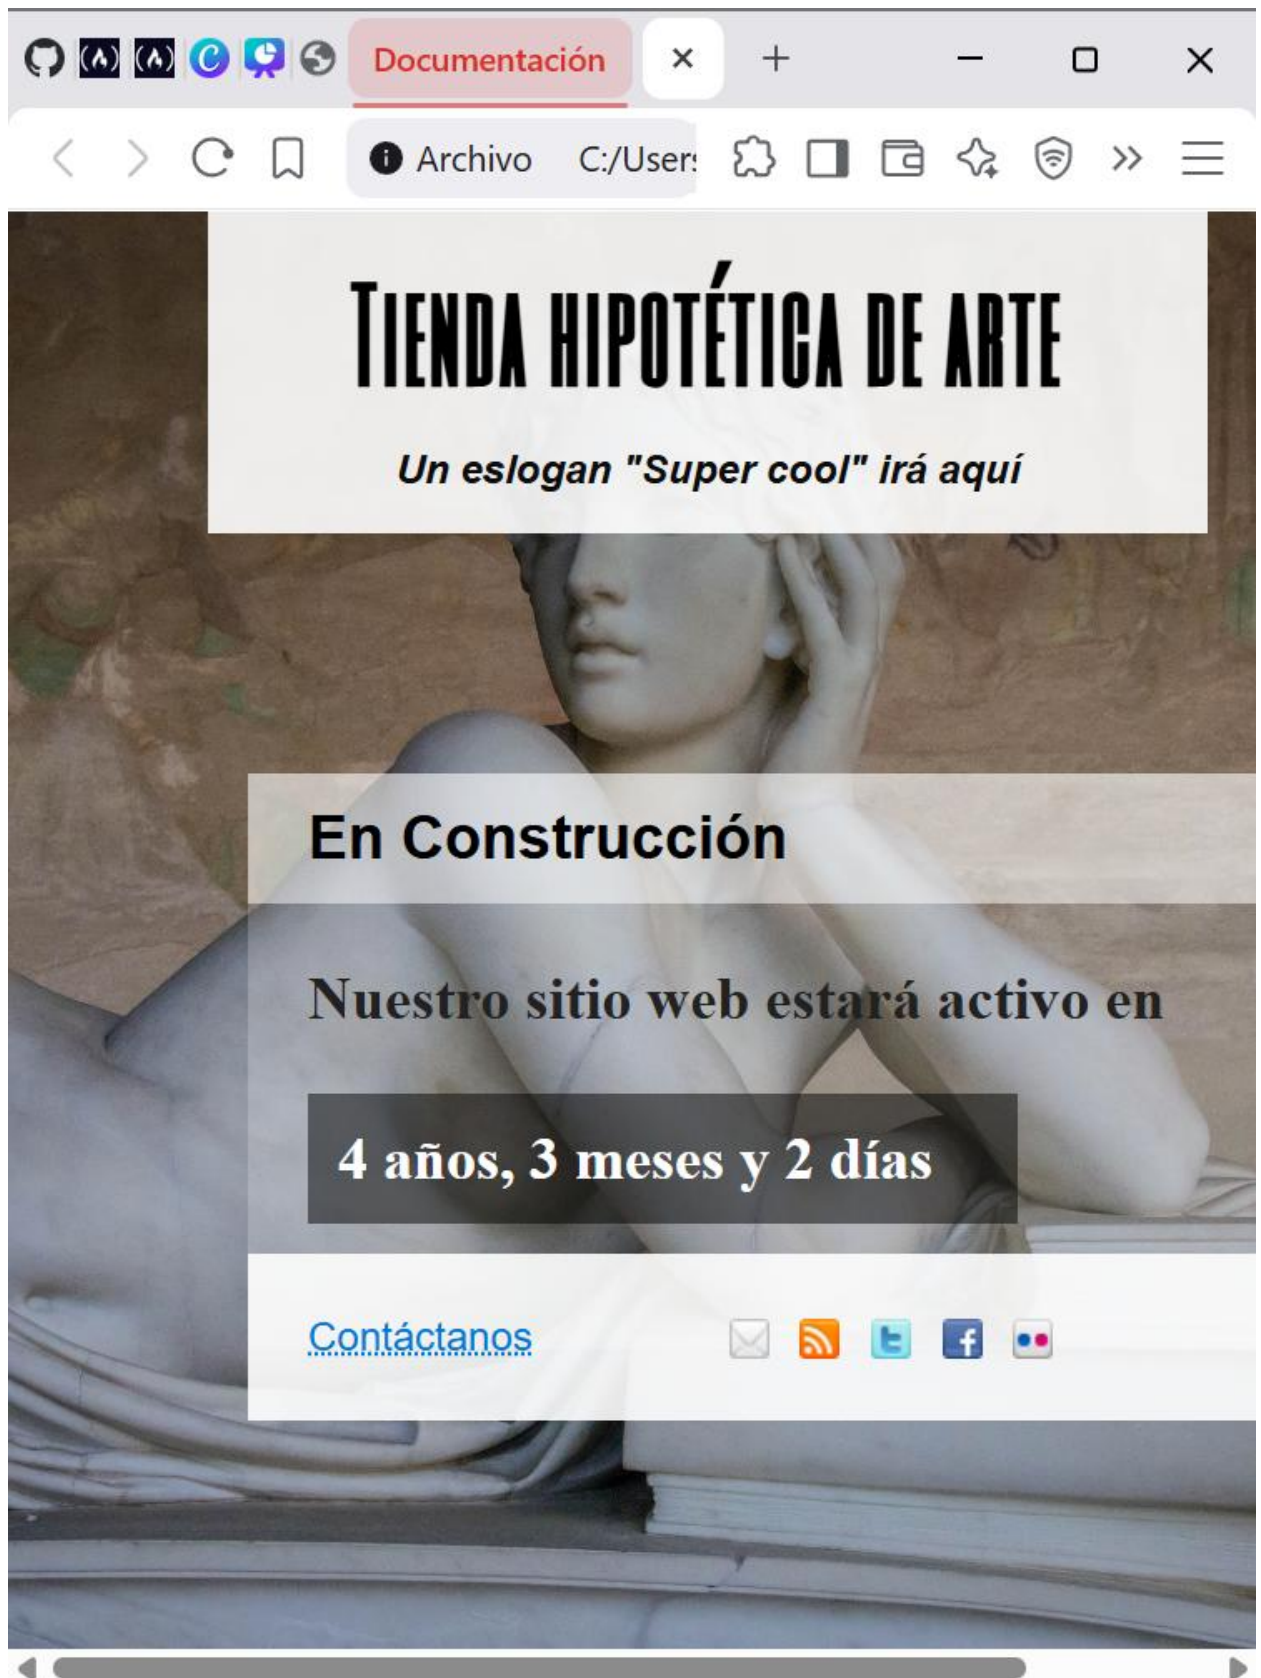 Documentación
Archivo C:/Users
Tienda hipotética de arte
Un eslogan "Super cool" irá aquí
En Construcción
Nuestro sitio web estará activo en
4 años, 3 meses y 2 días
Contáctanos